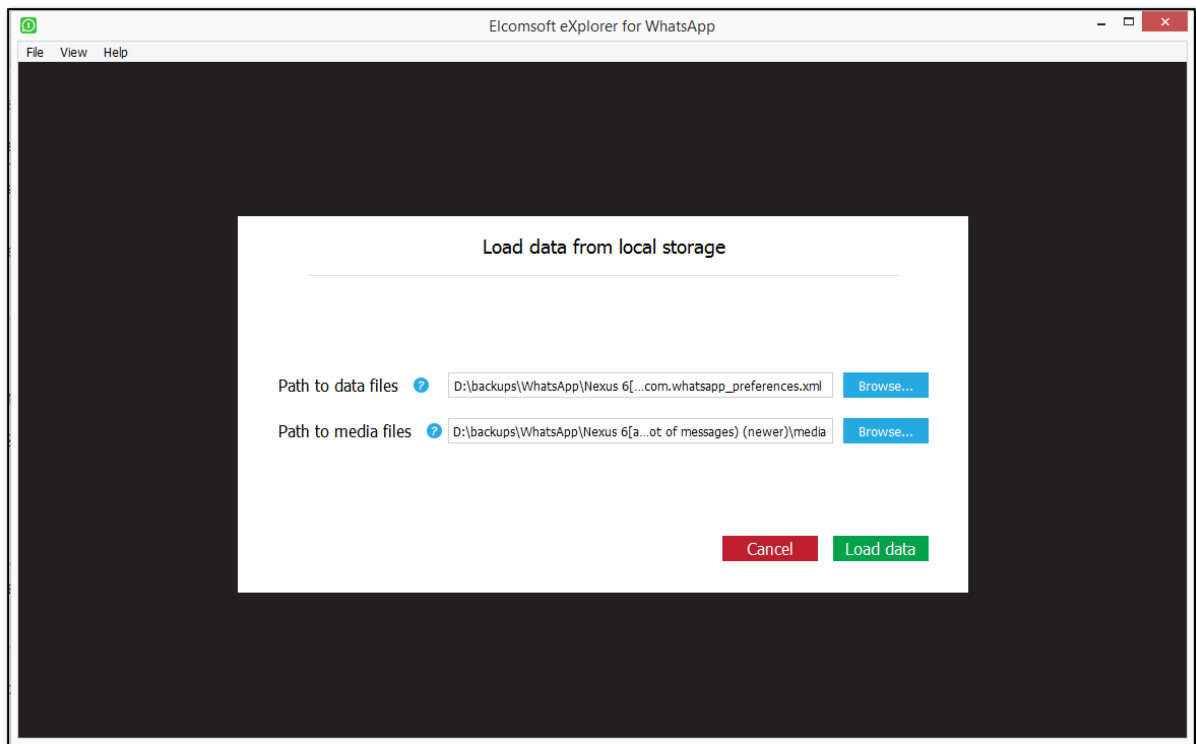 Elcomsoft eXplorer for WhatsApp
File View Help
Load data from local storage
Path to data files ? D:\backups\WhatsApp\Nexus 6[...com.whatsapp_preferences.xml Browse...
Path to media files ? D:\backups\WhatsApp\Nexus 6[a...ot of messages) (newer)\media Browse...
Cancel Load data